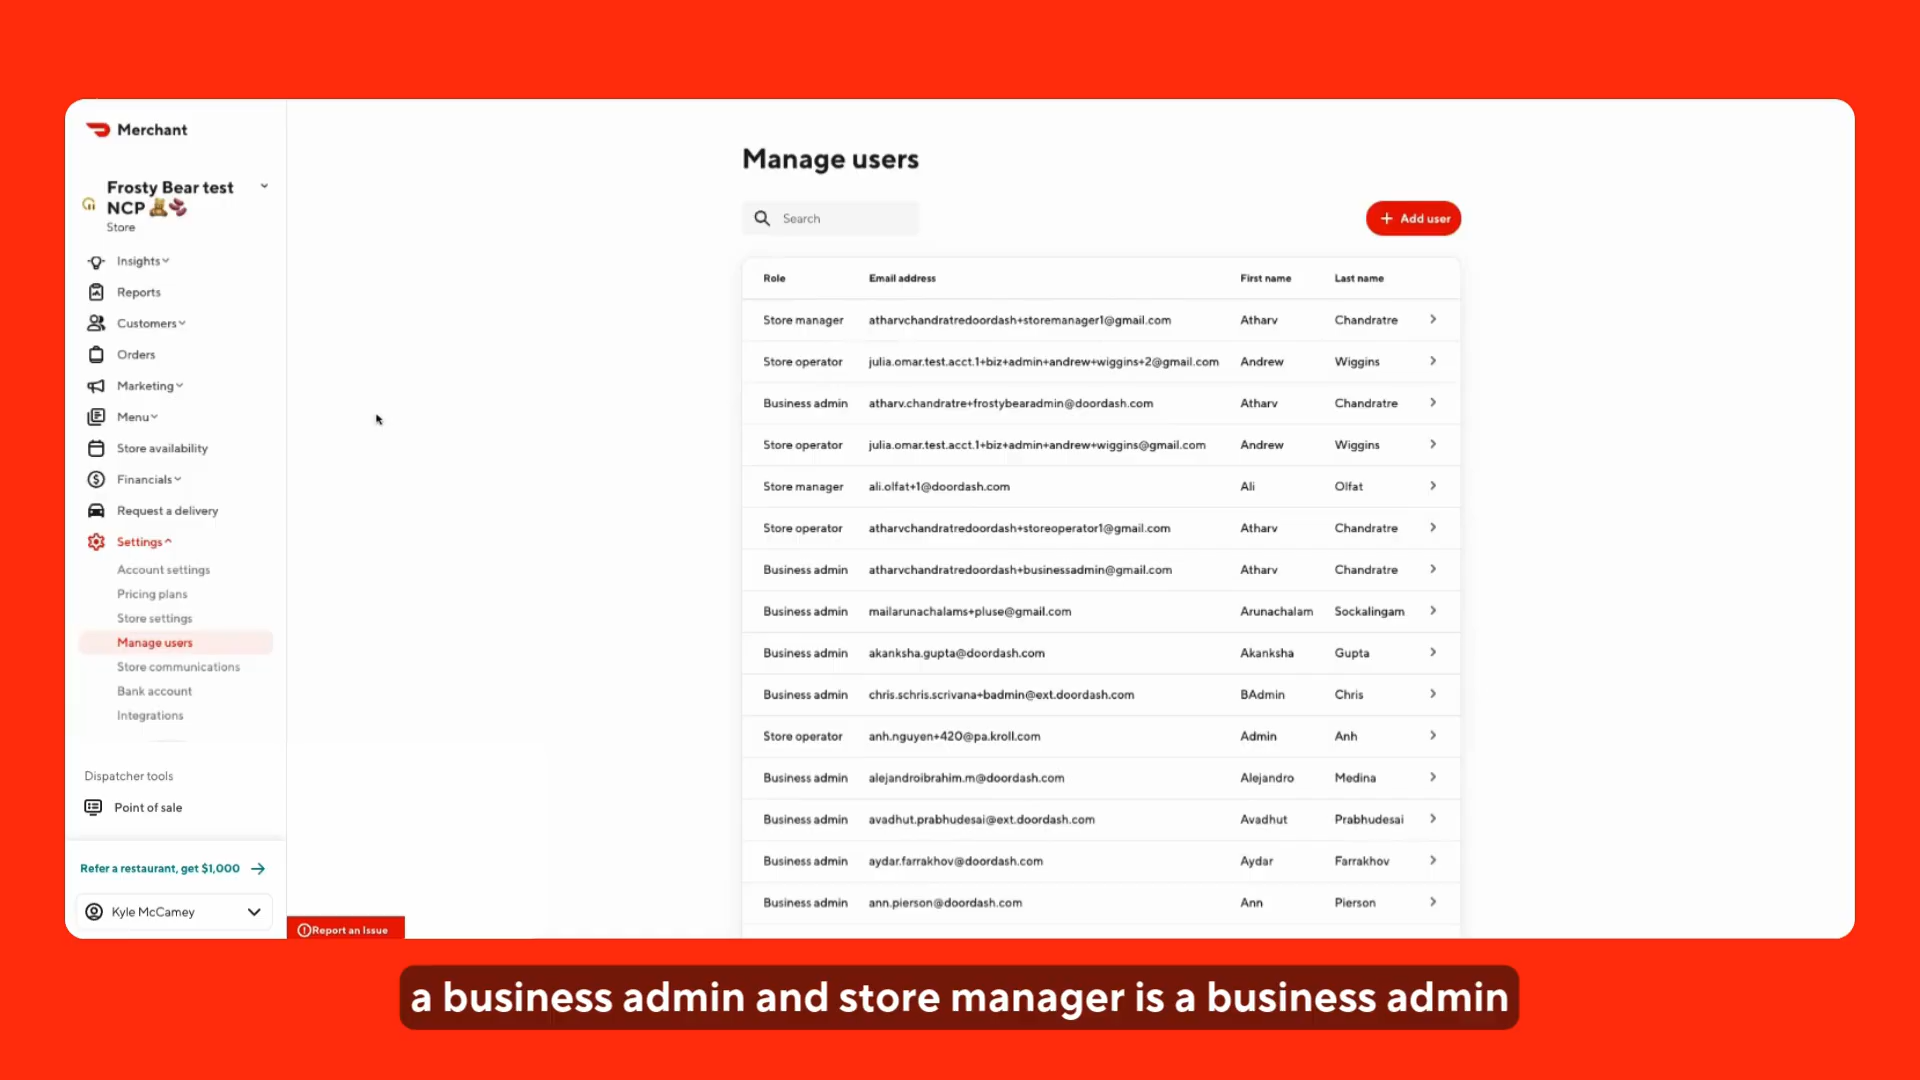 Merchant
Frosty Bear test
NCP 🧸🫘
Store
Insights
Reports
Customers
Orders
Marketing
Menu
Store availability
Financials
Request a delivery
Settings
Account settings
Pricing plans
Store settings
Manage users
Store communications
Bank account
Integrations
Dispatcher tools
Point of sale
Refer a restaurant, get $1,000 →
Kyle McCamey
Report an Issue
Manage users
Search
+ Add user
Role Email address First name Last name
Store manager atharvchandratredoordash+storemanager1@gmail.com Atharv Chandratre
Store operator julia.omar.test.acct.1+biz+admin+andrew+wiggins+2@gmail.com Andrew Wiggins
Business admin atharv.chandratre+frostybearadmin@doordash.com Atharv Chandratre
Store operator julia.omar.test.acct.1+biz+admin+andrew+wiggins@gmail.com Andrew Wiggins
Store manager ali.olfat+1@doordash.com Ali Olfat
Store operator atharvchandratredoordash+storeoperator1@gmail.com Atharv Chandratre
Business admin atharvchandratredoordash+businessadmin@gmail.com Atharv Chandratre
Business admin mailarunachalams+pluse@gmail.com Arunachalam Sockalingam
Business admin akanksha.gupta@doordash.com Akanksha Gupta
Business admin chris.schris.scrivana+badmin@ext.doordash.com BAdmin Chris
Store operator anh.nguyen+420@pa.kroll.com Admin Anh
Business admin alejandroibrahim.m@doordash.com Alejandro Medina
Business admin avadhut.prabhudesai@ext.doordash.com Avadhut Prabhudesai
Business admin aydar.farrakhov@doordash.com Aydar Farrakhov
Business admin ann.pierson@doordash.com Ann Pierson
a business admin and store manager is a business admin